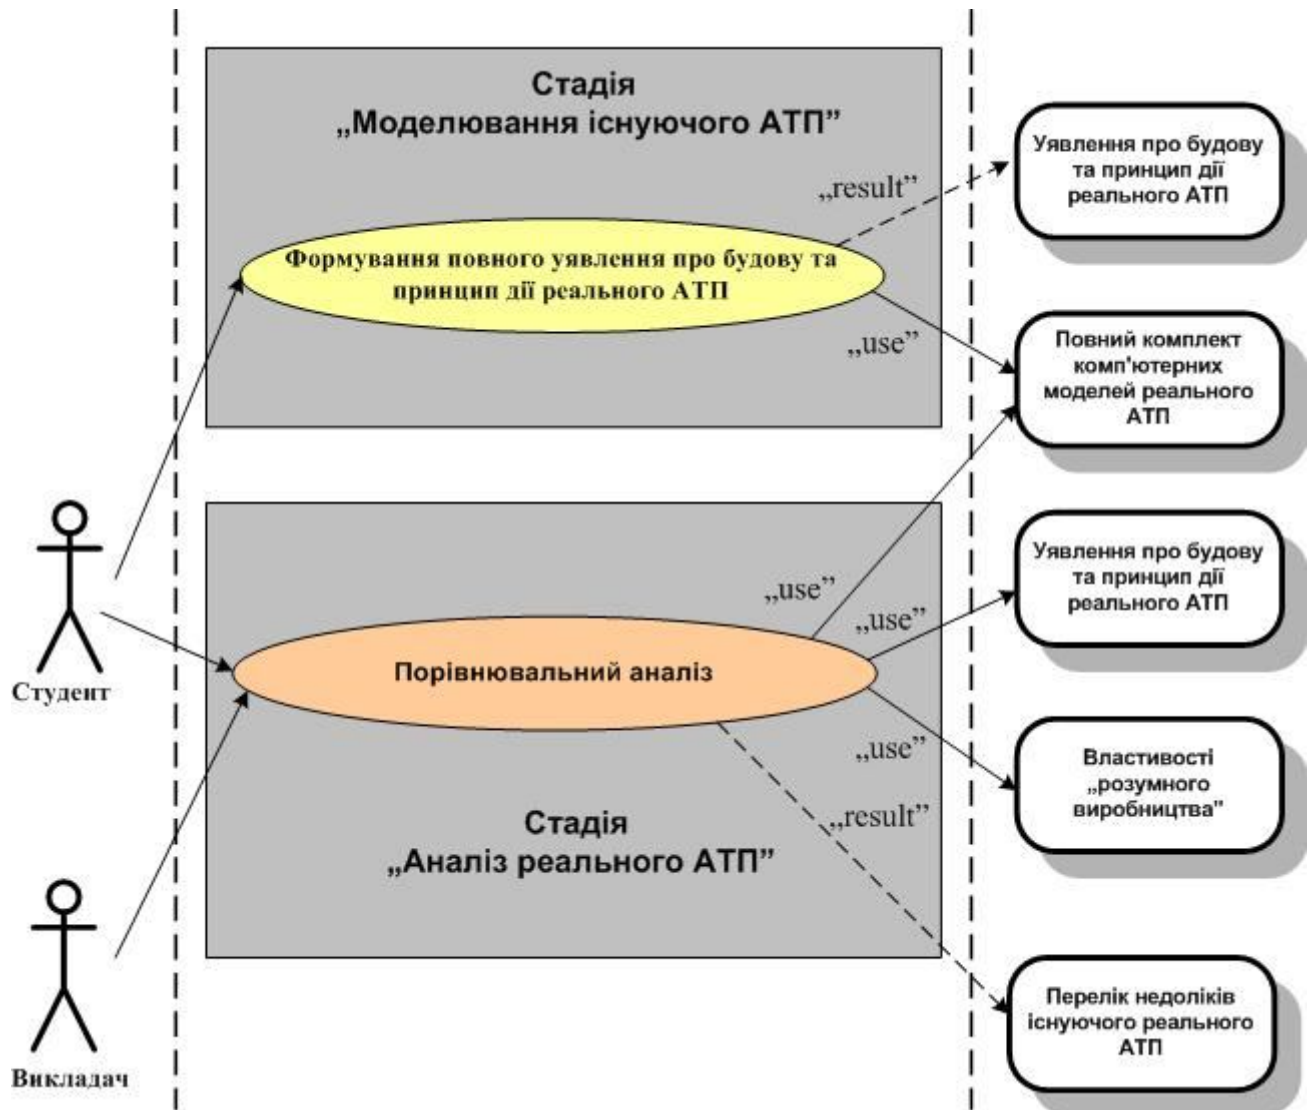 Стадія
„Моделювання існуючого АТП”
Формування повного уявлення про будову та
принцип дії реального АТП
„result”
„use”
Уявлення про будову
та принцип дії
реального АТП
Повний комплект
комп'ютерних
моделей реального
АТП
Студент
„use”
„use”
Порівнювальний аналіз
„use”
„result”
Стадія
„Аналіз реального АТП”
Уявлення про будову
та принцип дії
реального АТП
Властивості
„розумного
виробництва”
Викладач
Перелік недоліків
існуючого реального
АТП